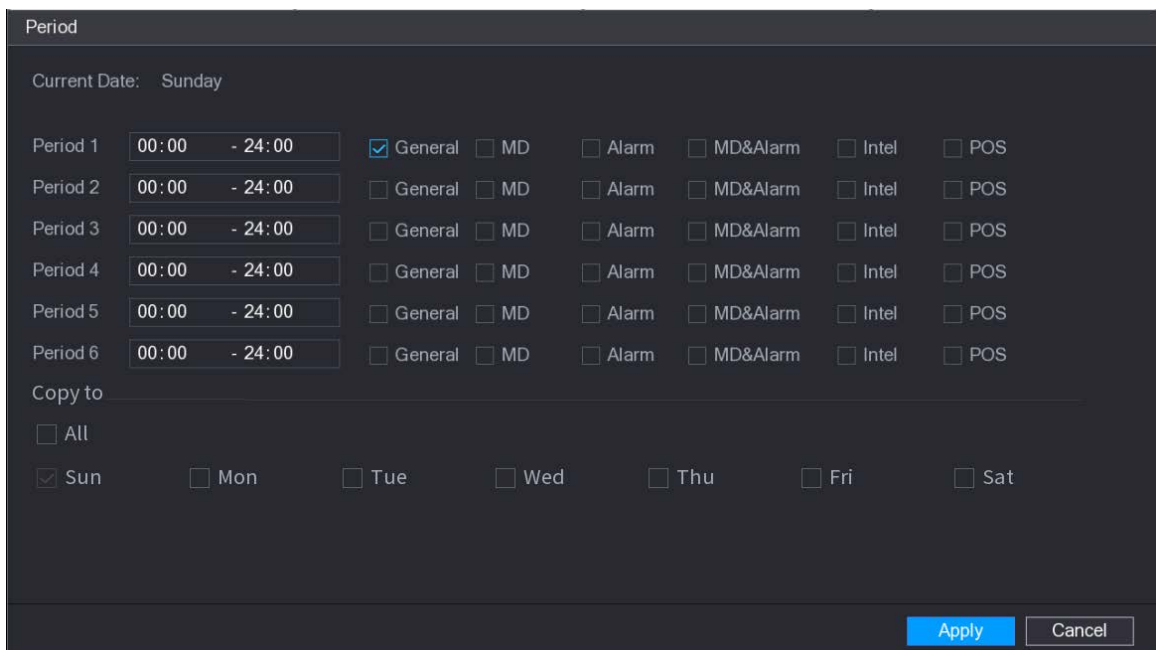 Period
Current Date: Sunday
Period 1 00:00 - 24:00 General MD Alarm MD&Alarm Intel POS
Period 2 00:00 - 24:00 General MD Alarm MD&Alarm Intel POS
Period 3 00:00 - 24:00 General MD Alarm MD&Alarm Intel POS
Period 4 00:00 - 24:00 General MD Alarm MD&Alarm Intel POS
Period 5 00:00 - 24:00 General MD Alarm MD&Alarm Intel POS
Period 6 00:00 - 24:00 General MD Alarm MD&Alarm Intel POS
Copy to
All
Sun Mon Tue Wed Thu Fri Sat
Apply Cancel